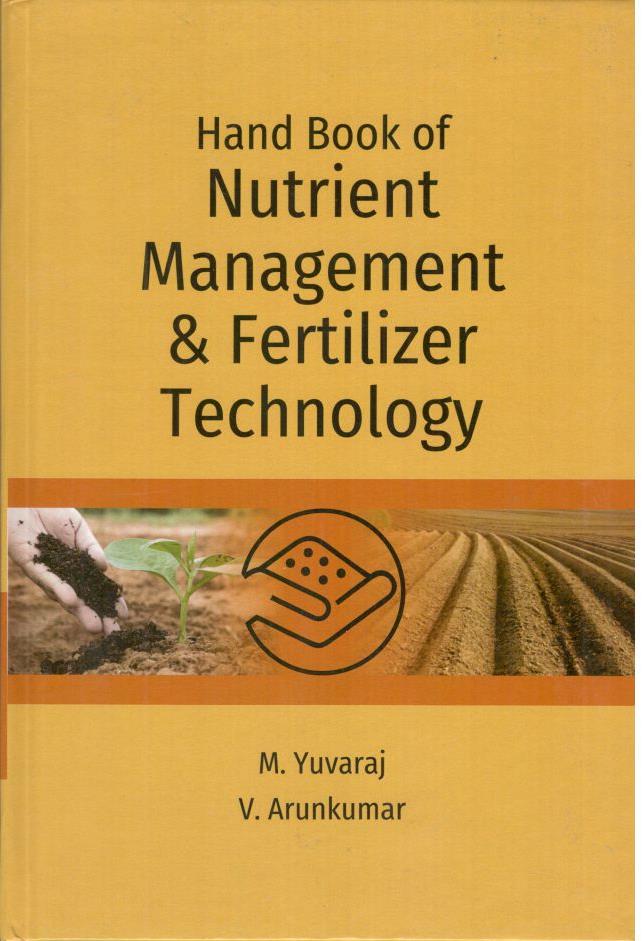 Hand Book of
Nutrient
Management
& Fertilizer
Technology
M. Yuvaraj
V. Arunkumar